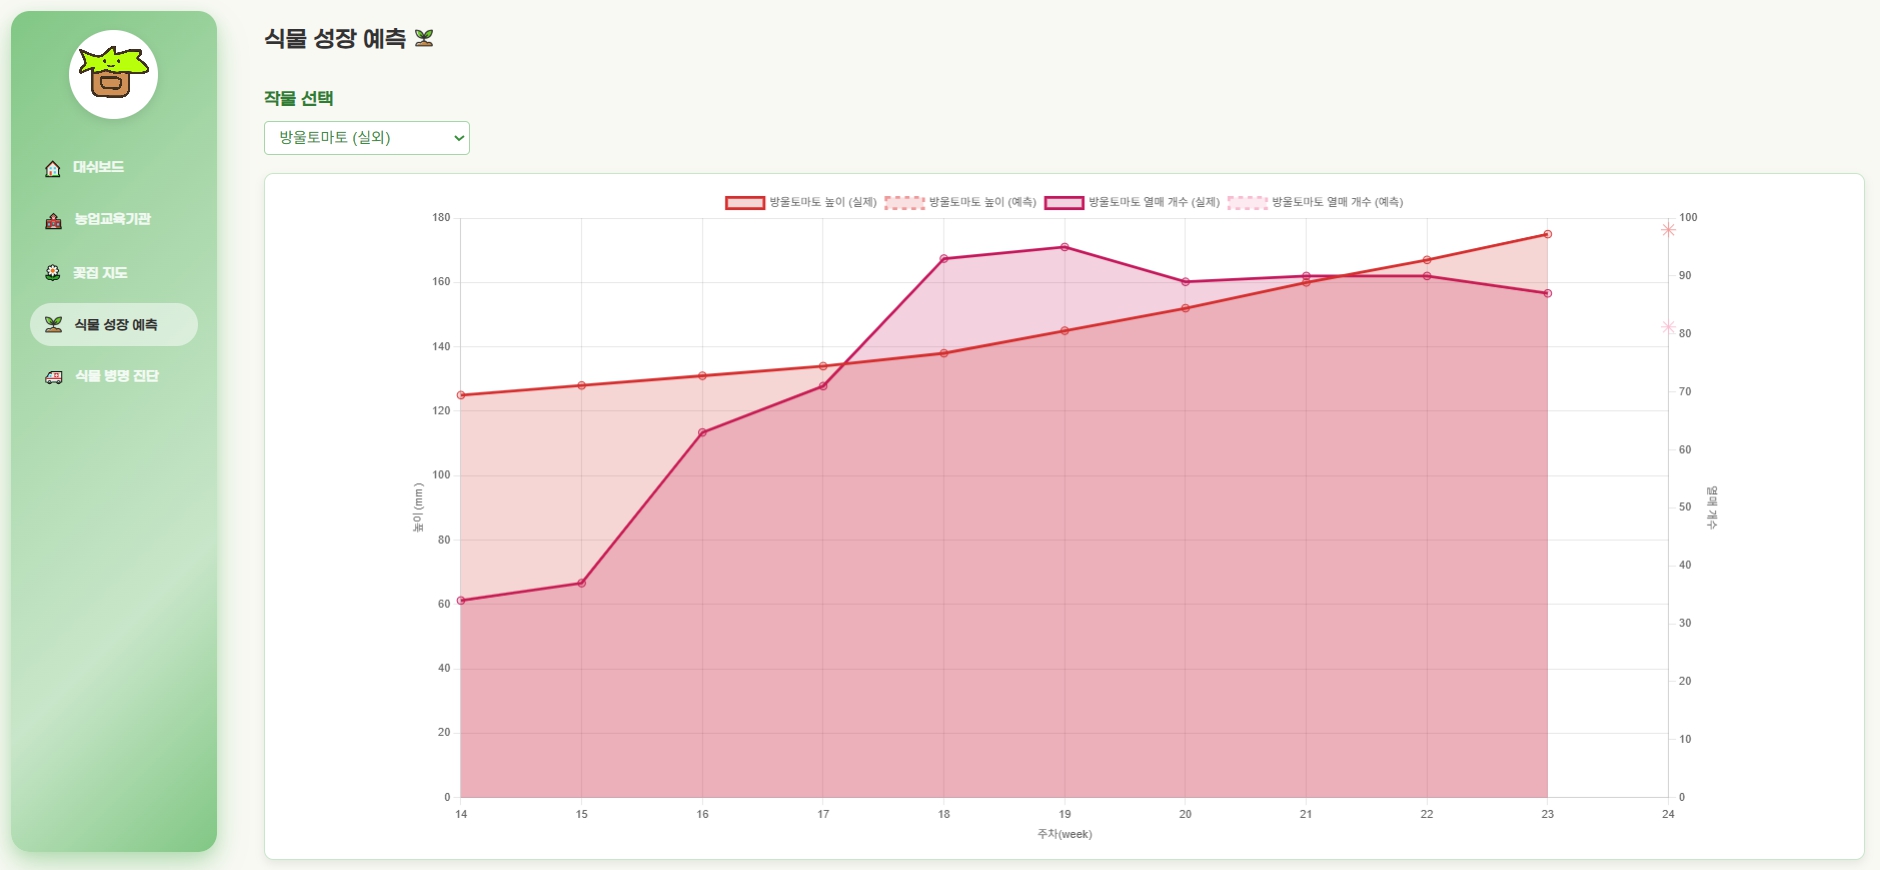 대쉬보드
농업교육기관
꽃집 지도
식물 성장 예측
식물 병명 진단
식물 성장 예측
작물 선택
방울토마토 (실외)
방울토마토 높이 (실제) 방울토마토 높이 (예측) 방울토마토 열매 개수 (실제) 방울토마토 열매 개수 (예측)
180
160
140
120
100
80
60
40
20
0
높이 (mm)
100
90
80
70
60
50
40
30
20
10
0
열매 개수
14 15 16 17 18 19 20 21 22 23 24
주차(week)